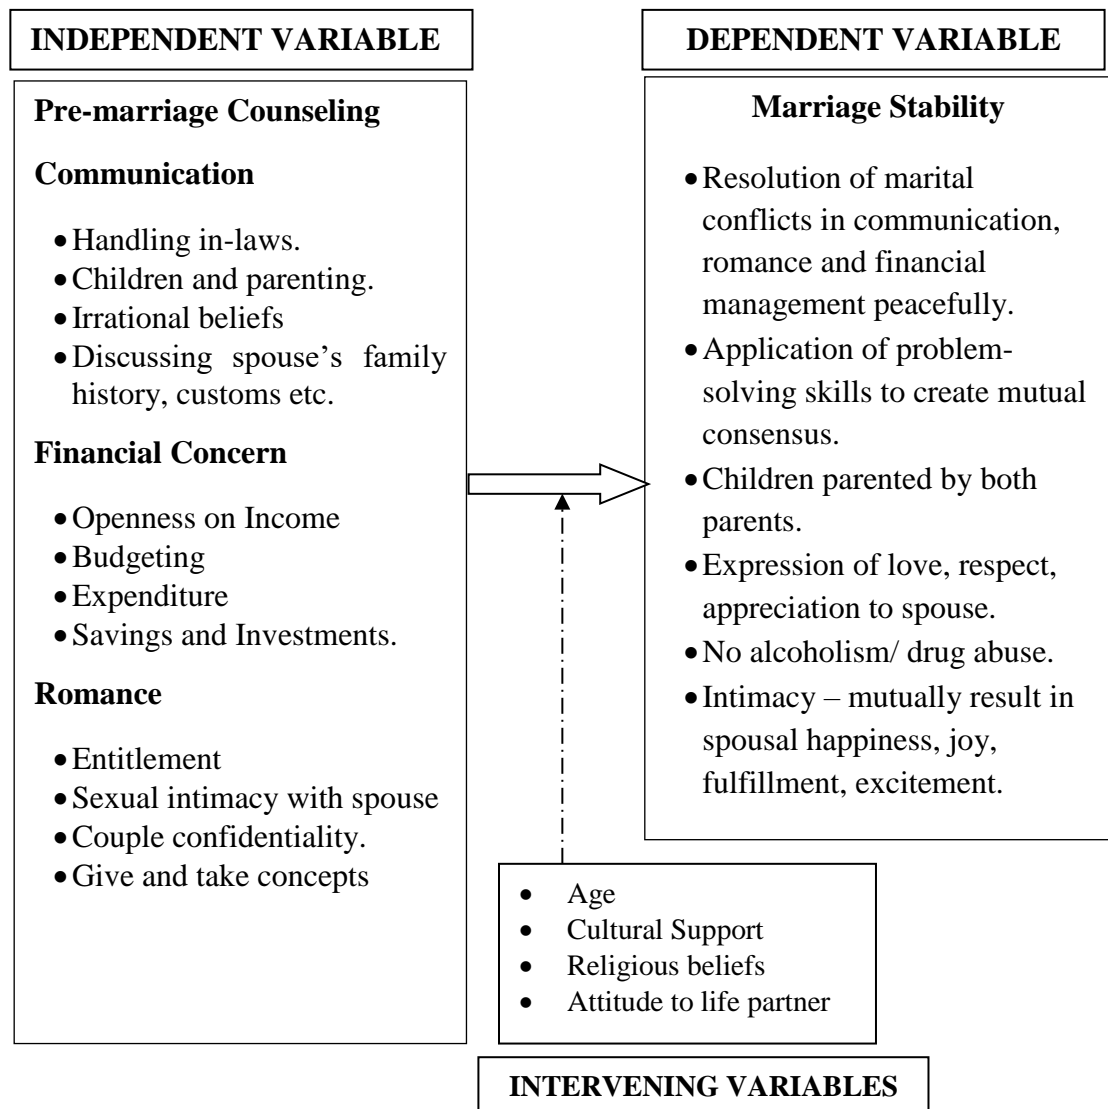 INDEPENDENT VARIABLE
Pre-marriage Counseling
Communication
•Handling in-laws.
•Children and parenting.
•Irrational beliefs
•Discussing spouse’s family
history, customs etc.
Financial Concern
•Openness on Income
•Budgeting
•Expenditure
•Savings and Investments.
Romance
•Entitlement
•Sexual intimacy with spouse
•Couple confidentiality.
•Give and take concepts
DEPENDENT VARIABLE
Marriage Stability
•Resolution of marital
conflicts in communication,
romance and financial
management peacefully.
•Application of problem-
solving skills to create mutual
consensus.
•Children parented by both
parents.
•Expression of love, respect,
appreciation to spouse.
•No alcoholism/ drug abuse.
•Intimacy – mutually result in
spousal happiness, joy,
fulfillment, excitement.
• Age
• Cultural Support
• Religious beliefs
• Attitude to life partner
INTERVENING VARIABLES